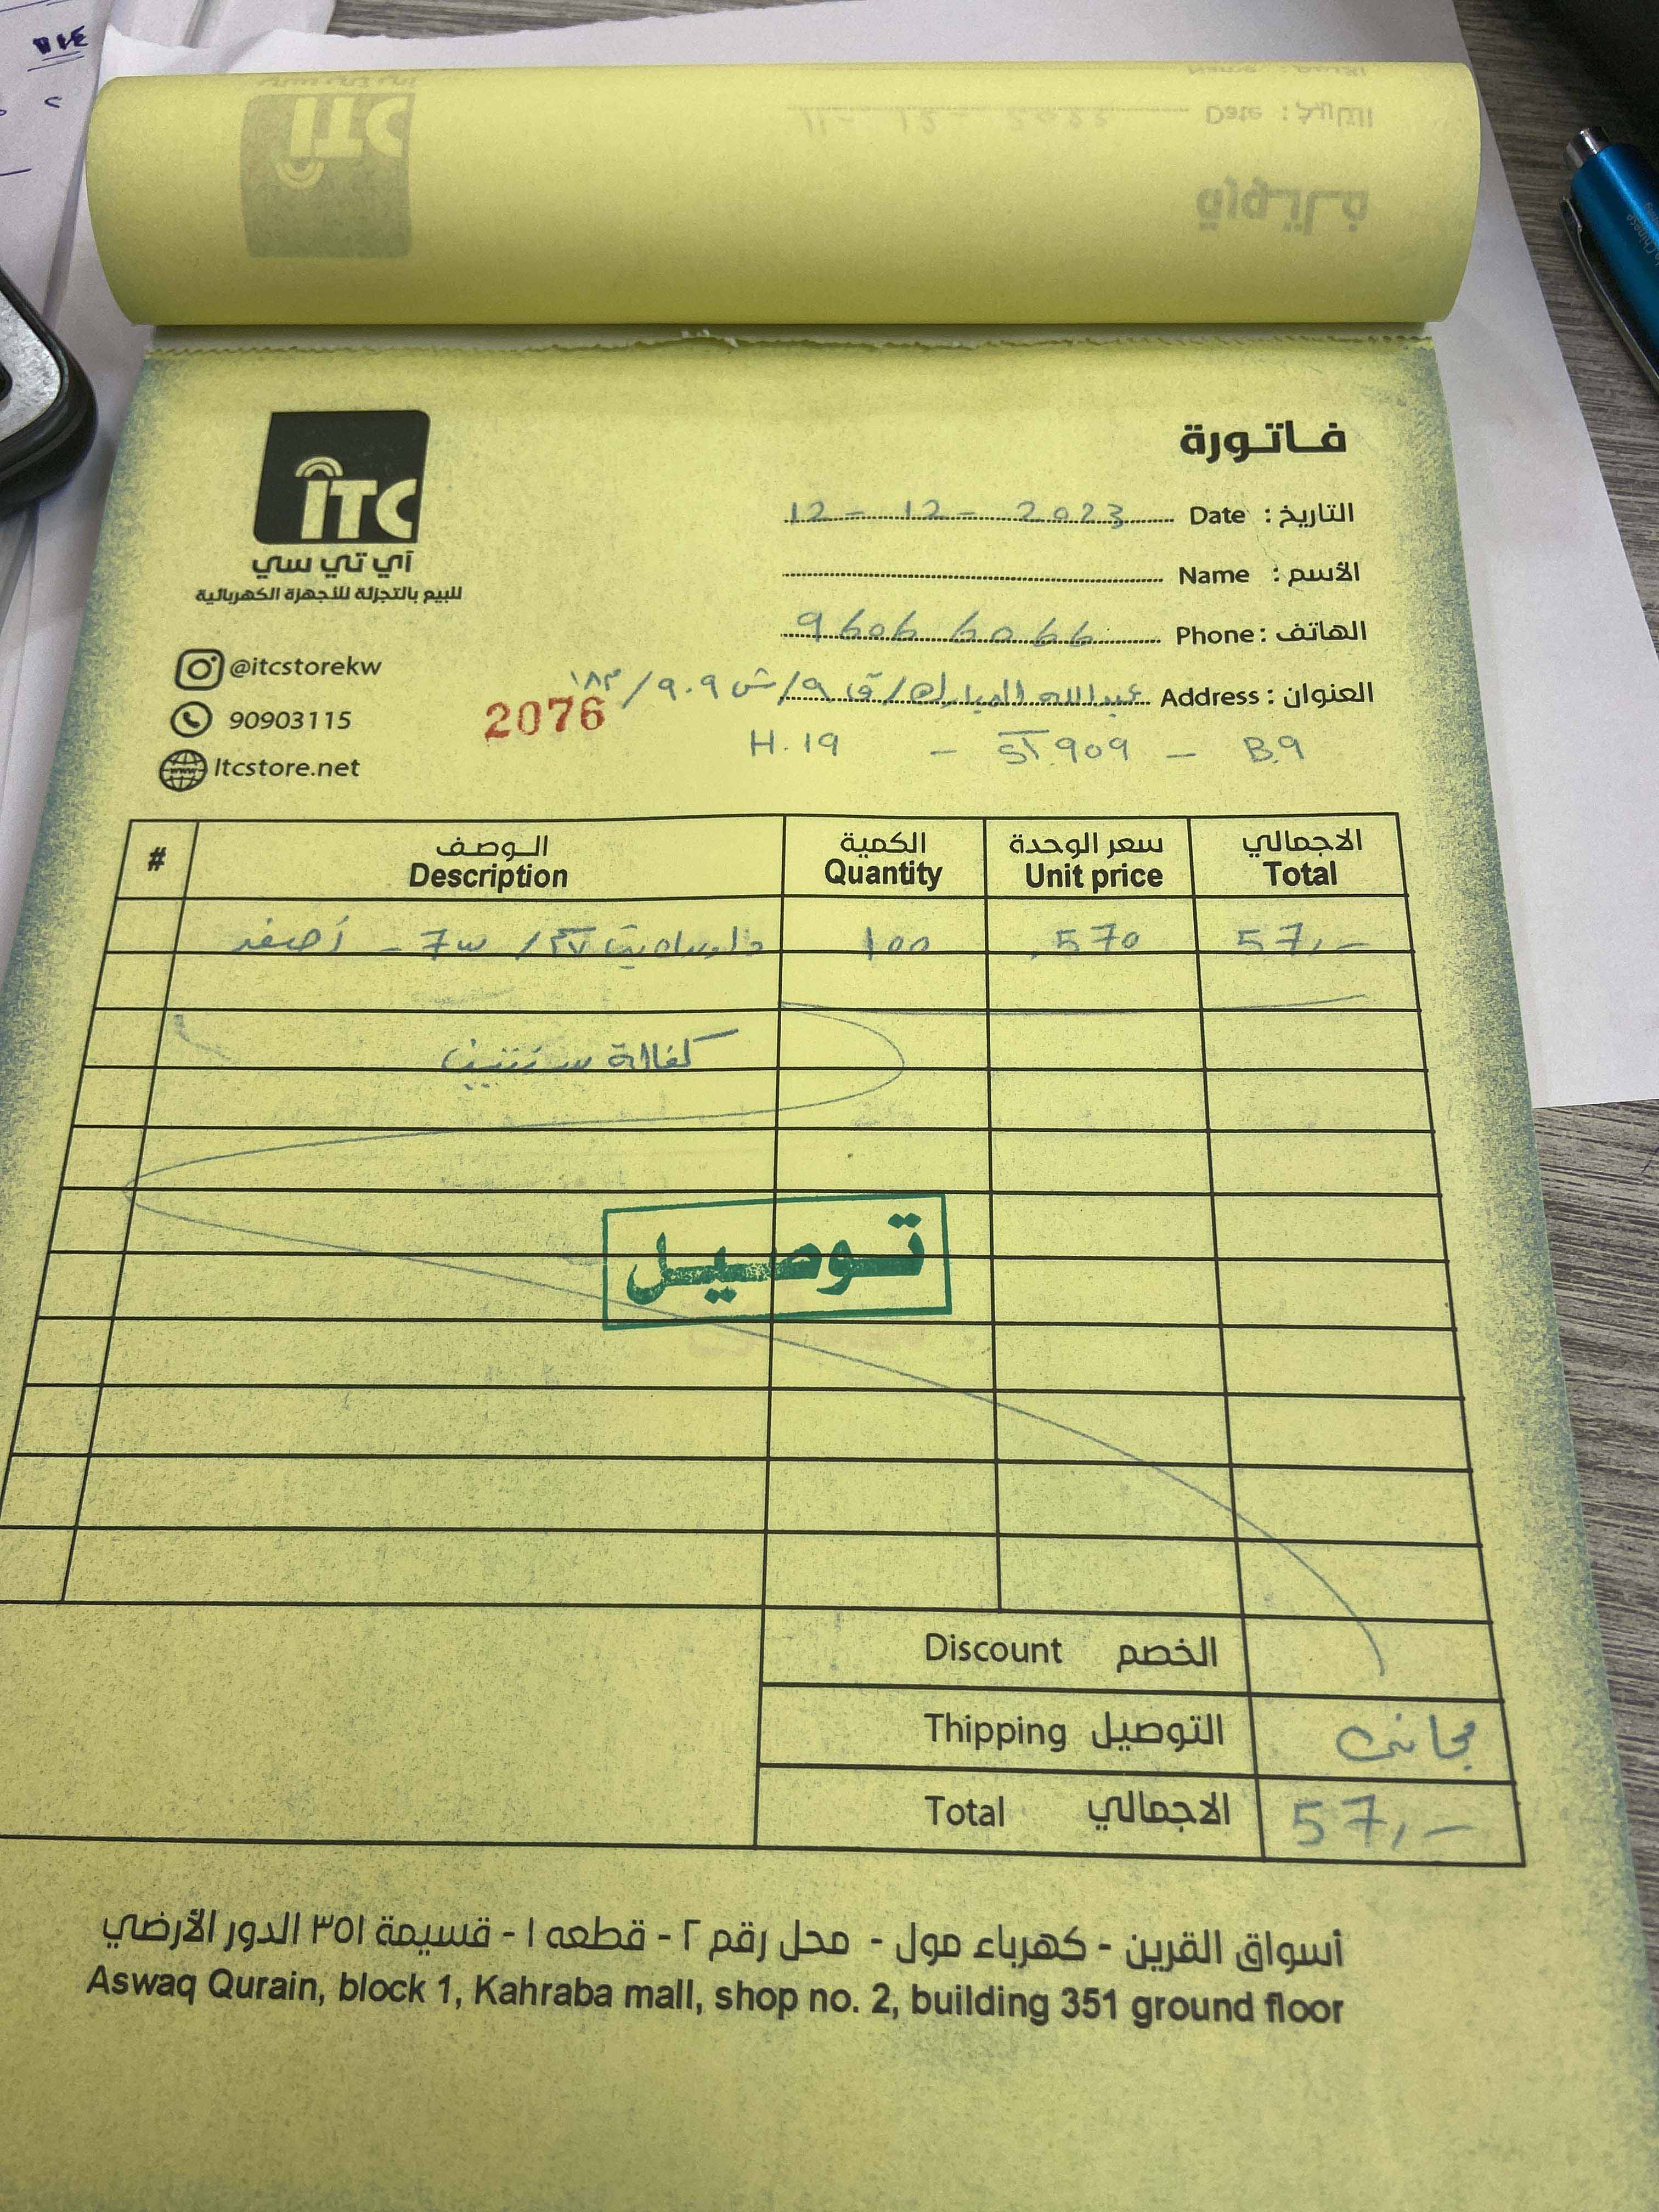 ITC
فاتورة
التاريخ : Date 12 - 12 - 2023
الأسم : Name
الهاتف : Phone 9606 6066
العنوان : Address عبدالله المبارك / ق ٩ / ش ٩٠٩ /
H. 19 - ST. 909 - B.9
آي تي سي
للبيع بالتجزئة للأجهزة الكهربائية
@itcstorekw
90903115
Itcstore.net
2076
# الوصف الكمية سعر الوحدة الاجمالي
Description Quantity Unit price Total
7w - أصفر 100 .570 57,-
كفالة سنتين
توصيل
Discount الخصم
Thipping التوصيل مجاني
Total الاجمالي 57,-
أسواق القرين - كهرباء مول - محل رقم ٢ - قطعه ١ - قسيمة ٣٥١ الدور الأرضي
Aswaq Qurain, block 1, Kahraba mall, shop no. 2, building 351 ground floor